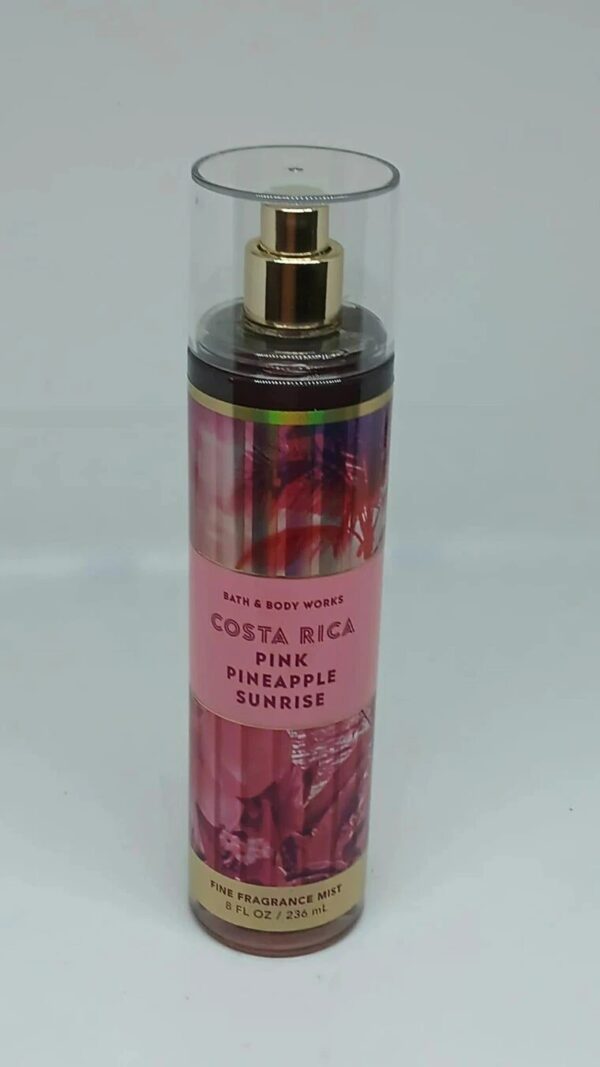 BATH & BODY WORKS
COSTA RICA
PINK
PINEAPPLE
SUNRISE
FINE FRAGRANCE MIST
8 FL OZ / 236 mL